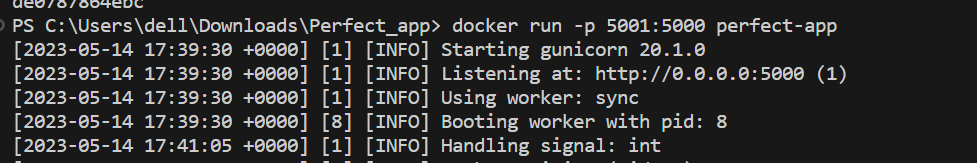 de0787864ebc
PS C:\Users\dell\Downloads\Perfect_app> docker run -p 5001:5000 perfect-app
[2023-05-14 17:39:30 +0000] [1] [INFO] Starting gunicorn 20.1.0
[2023-05-14 17:39:30 +0000] [1] [INFO] Listening at: http://0.0.0.0:5000 (1)
[2023-05-14 17:39:30 +0000] [1] [INFO] Using worker: sync
[2023-05-14 17:39:30 +0000] [8] [INFO] Booting worker with pid: 8
[2023-05-14 17:41:05 +0000] [1] [INFO] Handling signal: int